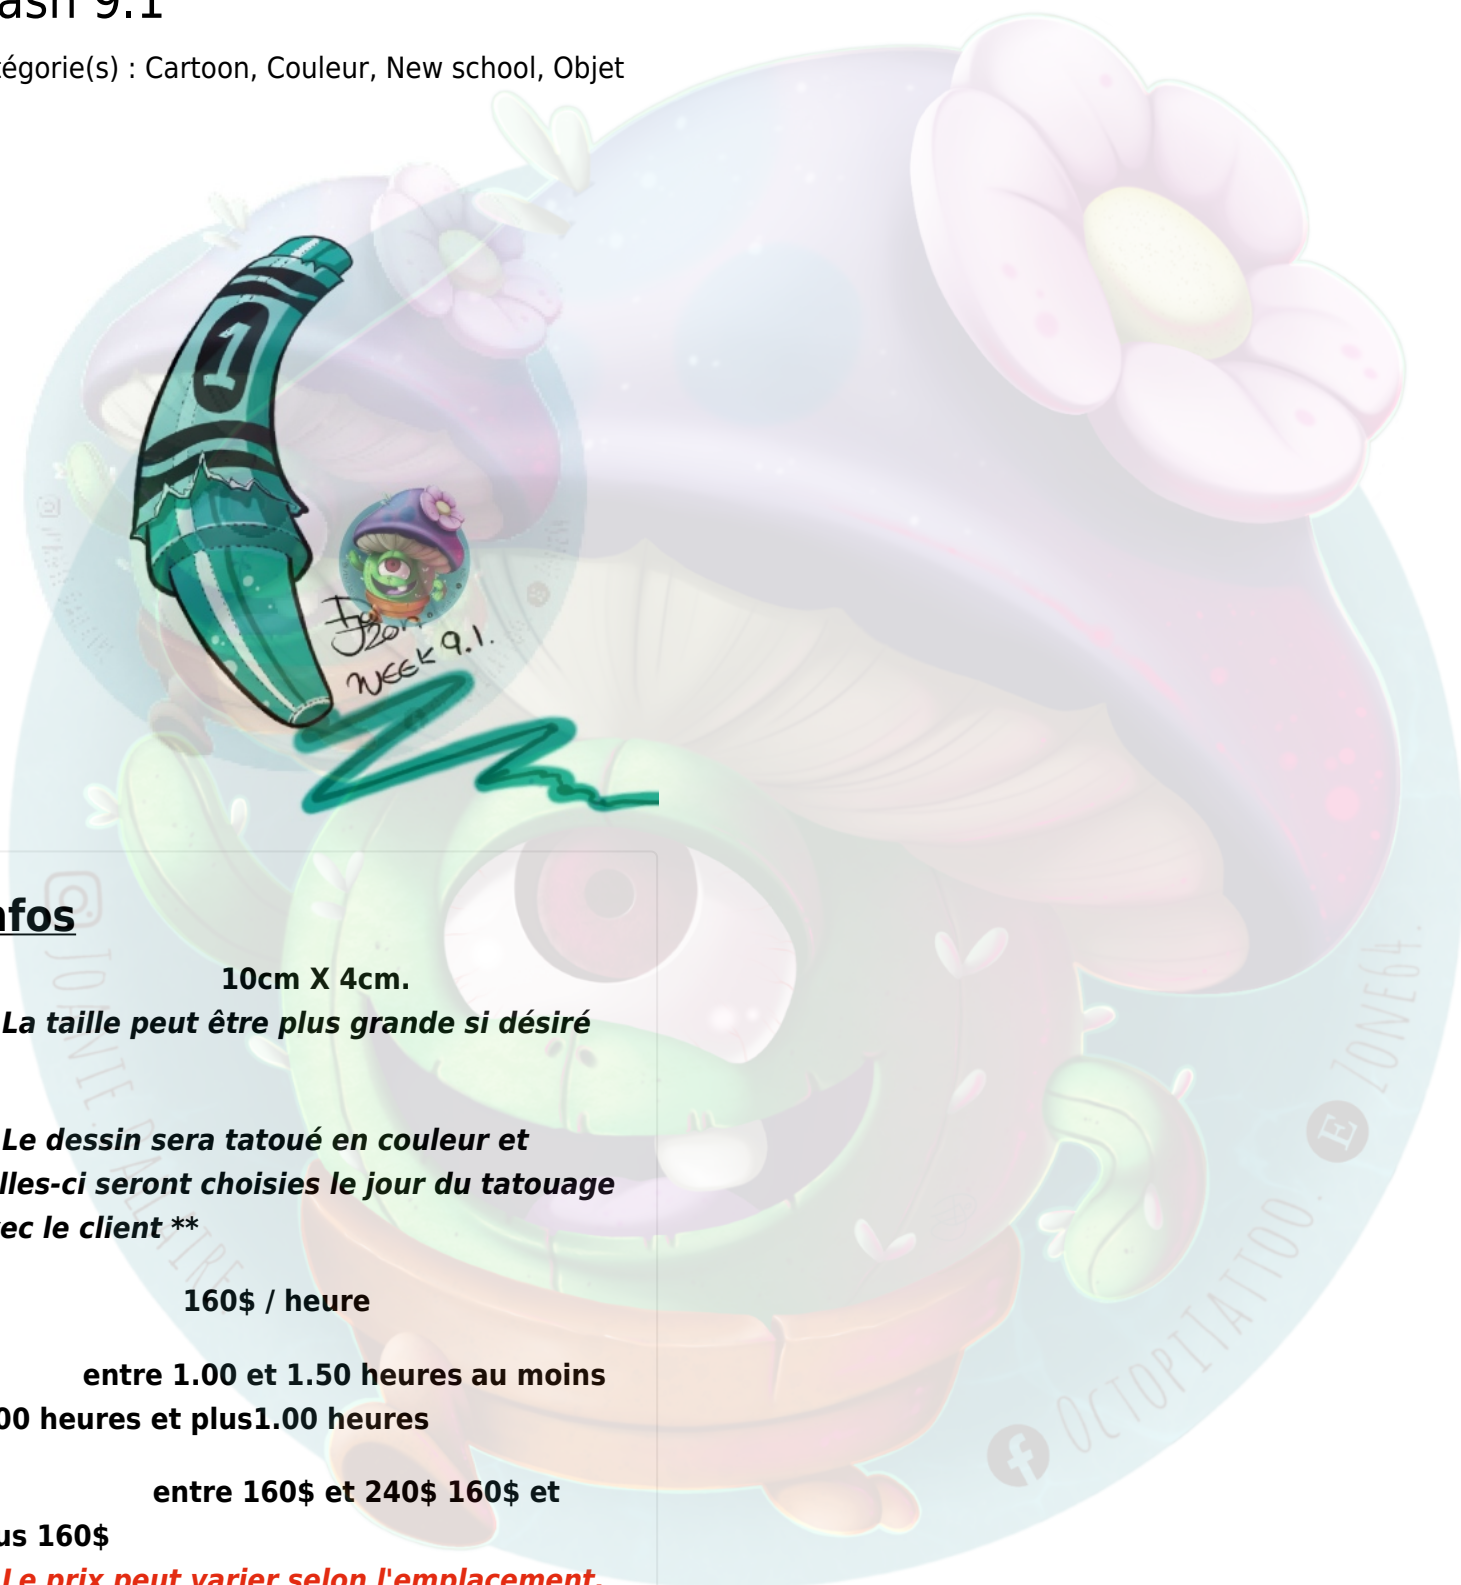 ash 9.1
tégorie(s) : Cartoon, Couleur, New school, Objet
1
WEEK 9.1.
nfos
10cm X 4cm.
La taille peut être plus grande si désiré
Le dessin sera tatoué en couleur et
lles-ci seront choisies le jour du tatouage
ec le client **
160$ / heure
entre 1.00 et 1.50 heures au moins
00 heures et plus1.00 heures
entre 160$ et 240$ 160$ et
us 160$
Le prix peut varier selon l'emplacement,
ZONE64.
OCTOPITATTOO.